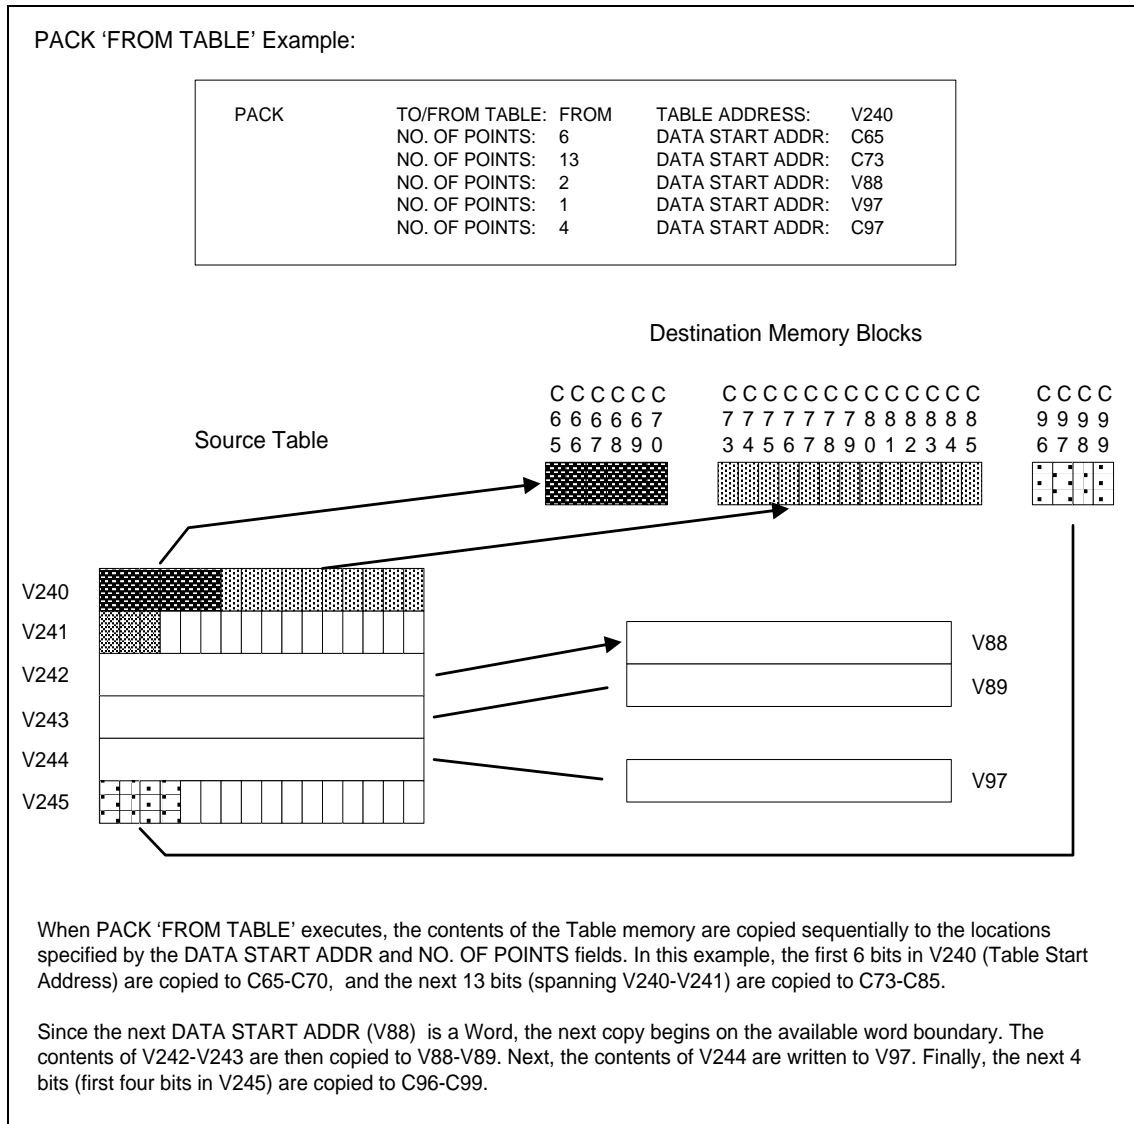 PACK ‘FROM TABLE’ Example:
PACK TO/FROM TABLE: FROM TABLE ADDRESS: V240
NO. OF POINTS: 6 DATA START ADDR: C65
NO. OF POINTS: 13 DATA START ADDR: C73
NO. OF POINTS: 2 DATA START ADDR: V88
NO. OF POINTS: 1 DATA START ADDR: V97
NO. OF POINTS: 4 DATA START ADDR: C97
Destination Memory Blocks
C C C C C C C C C C C C C C C C C C C C C C C
6 6 6 6 6 7 7 7 7 7 7 7 7 8 8 8 8 8 8 9 9 9 9
5 6 7 8 9 0 3 4 5 6 7 8 9 0 1 2 3 4 5 6 7 8 9
Source Table
V240
V241
V88
V242
V89
V243
V244
V97
V245
When PACK ‘FROM TABLE’ executes, the contents of the Table memory are copied sequentially to the locations
specified by the DATA START ADDR and NO. OF POINTS fields. In this example, the first 6 bits in V240 (Table Start
Address) are copied to C65-C70, and the next 13 bits (spanning V240-V241) are copied to C73-C85.
Since the next DATA START ADDR (V88) is a Word, the next copy begins on the available word boundary. The
contents of V242-V243 are then copied to V88-V89. Next, the contents of V244 are written to V97. Finally, the next 4
bits (first four bits in V245) are copied to C96-C99.